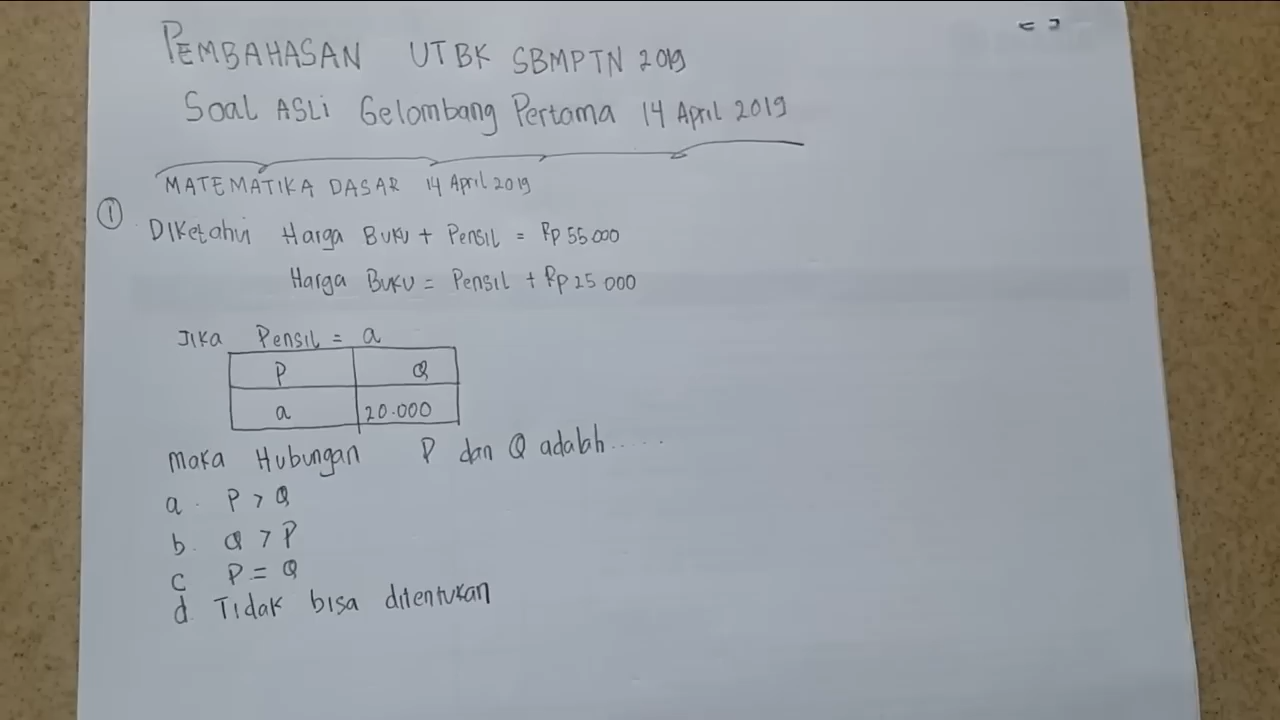 PEMBAHASAN UTBK SBMPTN 2019
Soal ASLi Gelombang Pertama 14 April 2019
MATEMATIKA DASAR 14 April 2019
① DIKetahui Harga BUKU + Pensil = Rp 55.000
Harga BUKU = Pensil + Rp 25.000
JIKA Pensil = a
P Q
a 20.000
maka Hubungan P dan Q adalah.....
a. P > Q
b. Q > P
c P = Q
d. Tidak bisa ditentukan